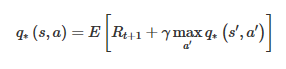 q∗ (s, a) = E [ R_{t+1} + γ max_{a′} q∗ (s′, a′) ]